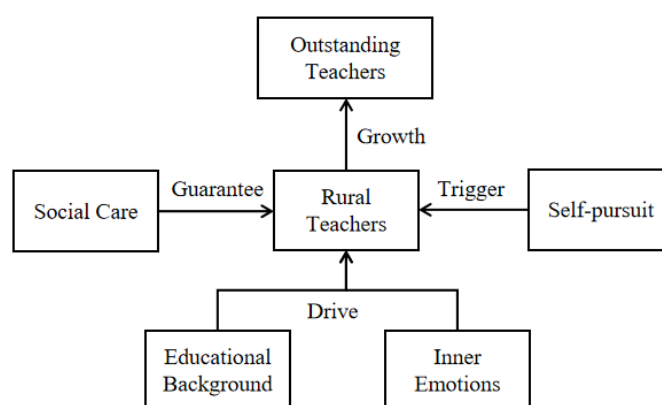 Outstanding
Teachers
Growth
Guarantee
Trigger
Social Care
Rural
Teachers
Self-pursuit
Drive
Educational
Background
Inner
Emotions